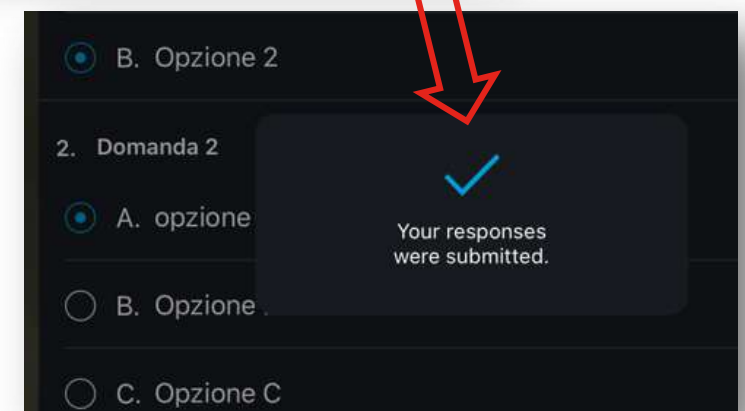 B. Opzione 2
2. Domanda 2
A. opzione
Your responses
were submitted.
B. Opzione
C. Opzione C